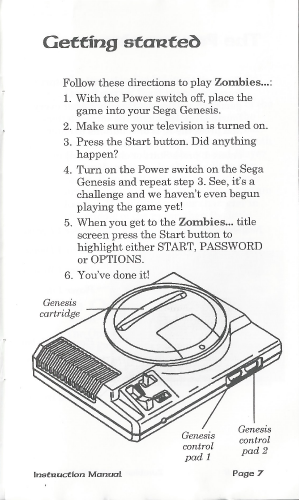 Getting started
Follow these directions to play Zombies...:
1. With the Power switch off, place the
game into your Sega Genesis.
2. Make sure your television is turned on.
3. Press the Start button. Did anything
happen?
4. Turn on the Power switch on the Sega
Genesis and repeat step 3. See, it's a
challenge and we haven't even begun
playing the game yet!
5. When you get to the Zombies... title
screen press the Start button to
highlight either START, PASSWORD
or OPTIONS.
6. You've done it!
Genesis
cartridge
Genesis
control
pad 1
Genesis
control
pad 2
Instruction Manual
Page 7